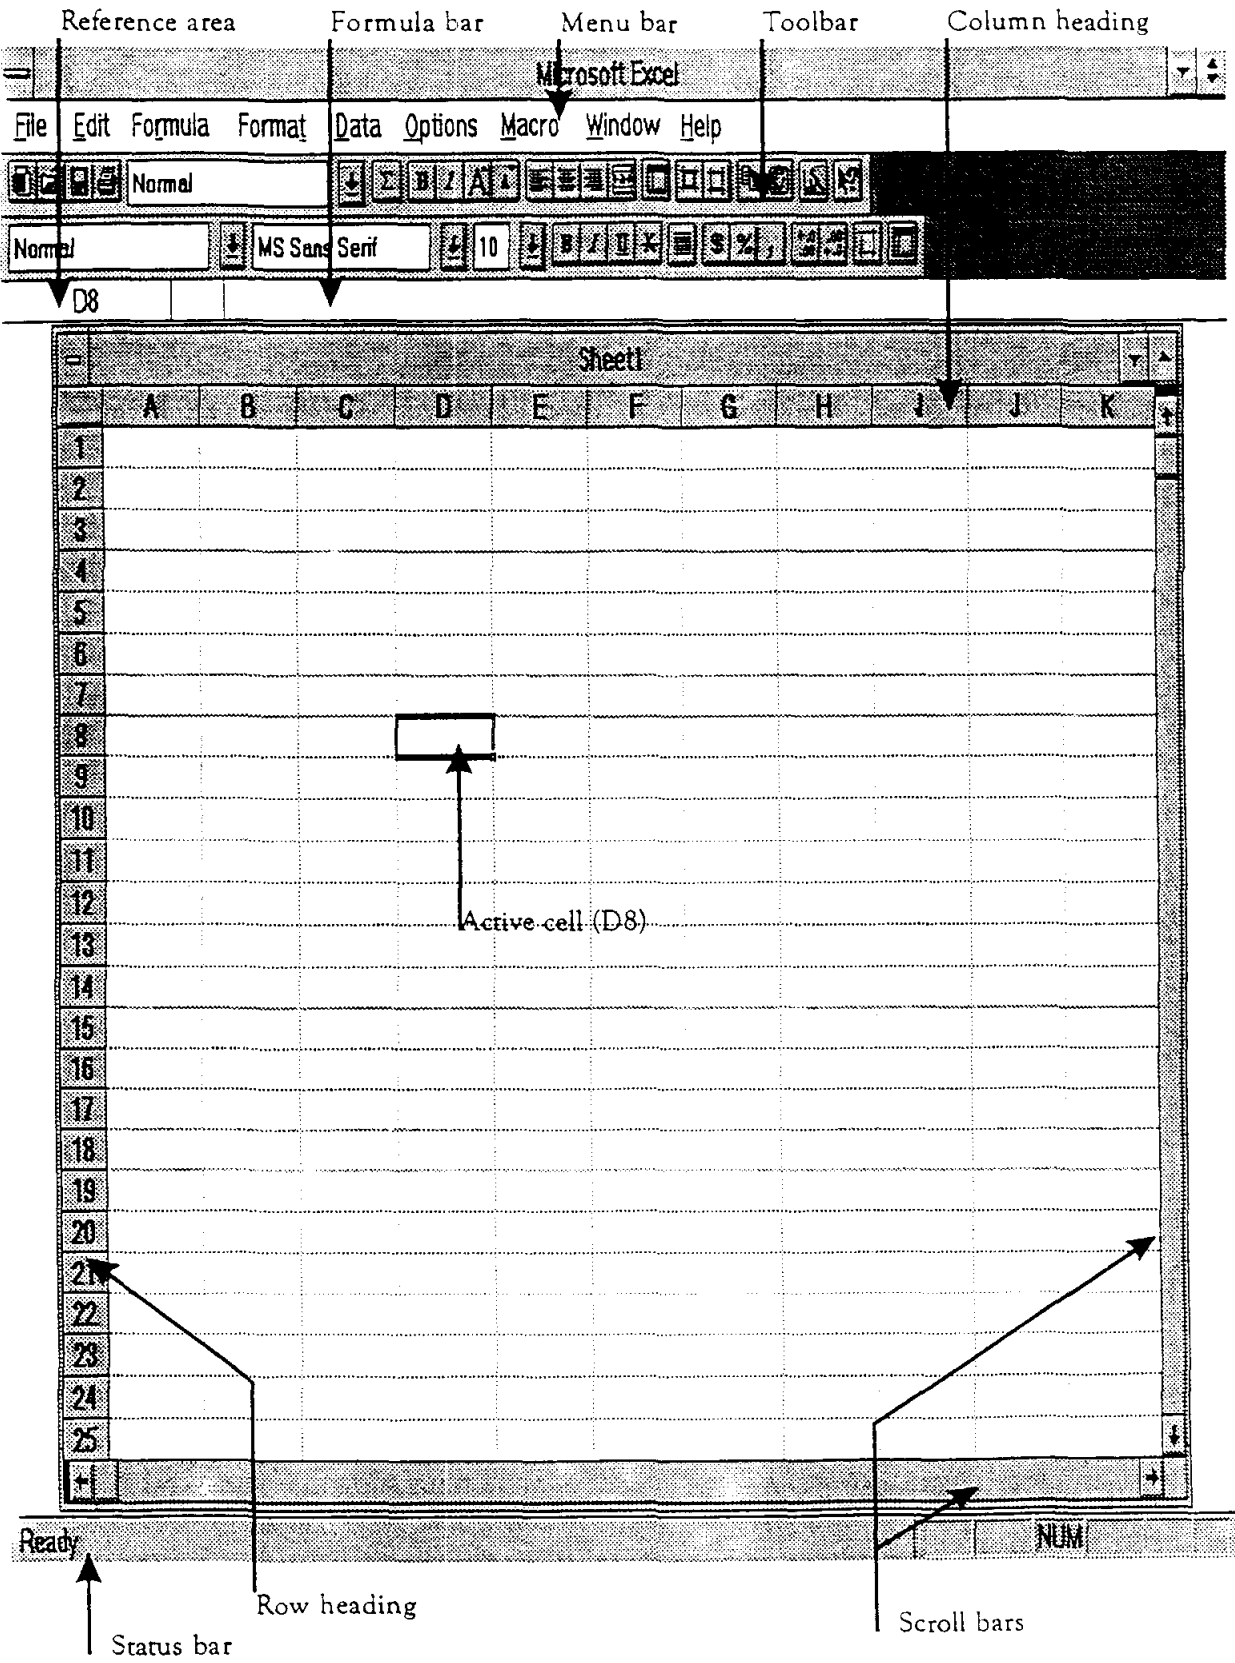 Reference area Formula bar Menu bar Toolbar Column heading
Microsoft Excel
File Edit Formula Format Data Options Macro Window Help
Normal Σ B I A A
Normal MS Sans Serif 10 B I U K $ % ,
D8
Sheet1
A B C D E F G H I J K
1
2
3
4
5
6
7
8
9
10
11
12
Active cell (D8)
13
14
15
16
17
18
19
20
21
22
23
24
25
Ready NUM
Row heading
Scroll bars
Status bar